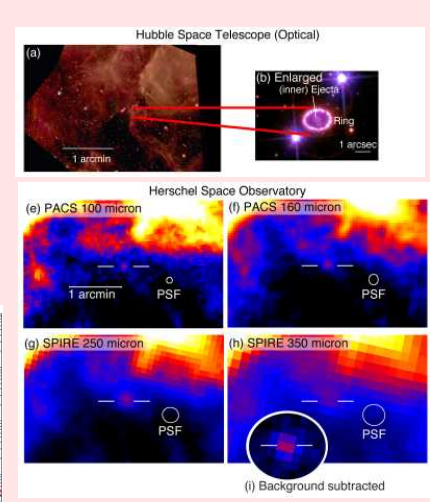 Hubble Space Telescope (Optical)
(a)
1 arcmin
(b) Enlarged
(inner) Ejecta
Ring
1 arcsec
Herschel Space Observatory
(e) PACS 100 micron
1 arcmin
PSF
(f) PACS 160 micron
PSF
(g) SPIRE 250 micron
PSF
(h) SPIRE 350 micron
PSF
(i) Background subtracted